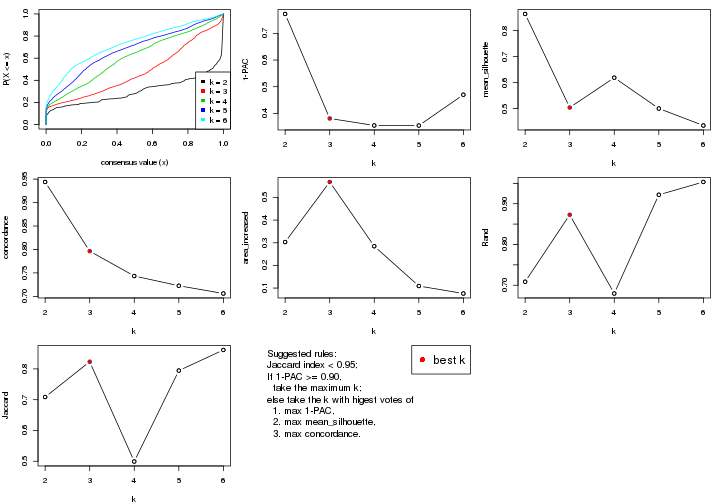 P(X <= x)
0.0 0.2 0.4 0.6 0.8 1.0
k = 2
k = 3
k = 4
k = 5
k = 6
0.0 0.2 0.4 0.6 0.8 1.0
consensus value (x)
1-PAC
0.4 0.5 0.6 0.7
2 3 4 5 6
k
mean_silhouette
0.5 0.6 0.7 0.8
2 3 4 5 6
k
concordance
0.70 0.75 0.80 0.85 0.90 0.95
2 3 4 5 6
k
area_increased
0.1 0.2 0.3 0.4 0.5
2 3 4 5 6
k
Rand
0.70 0.80 0.90
2 3 4 5 6
k
Jaccard
0.5 0.6 0.7 0.8
2 3 4 5 6
k
Suggested rules:
Jaccard index < 0.95;
If 1-PAC >= 0.90,
take the maximum k;
else take the k with higest votes of
1. max 1-PAC,
2. max mean_silhouette,
3. max concordance.
best k